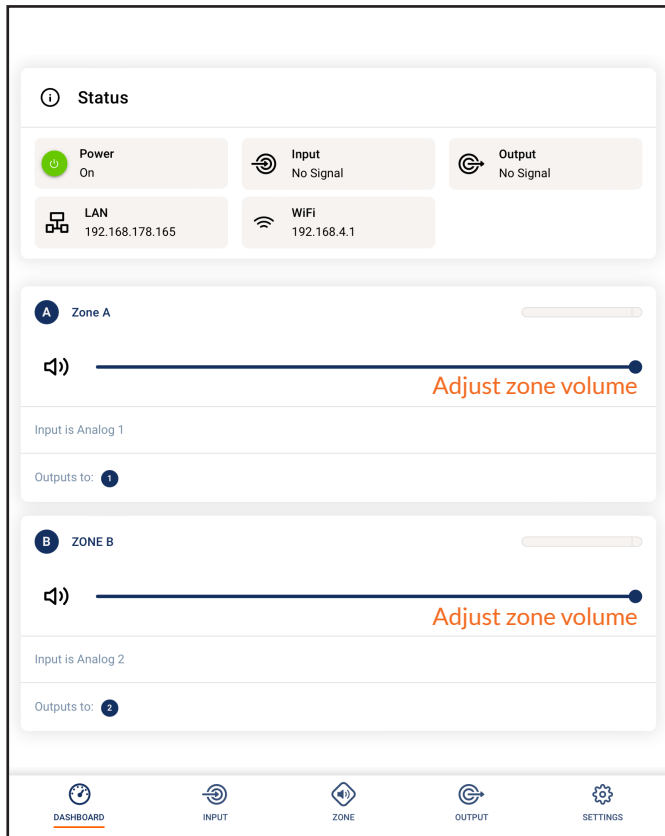 Status
Power
On
Input
No Signal
Output
No Signal
LAN
192.168.178.165
WiFi
192.168.4.1
A Zone A
Adjust zone volume
Input is Analog 1
Outputs to: 1
B ZONE B
Adjust zone volume
Input is Analog 2
Outputs to: 2
DASHBOARD INPUT ZONE OUTPUT SETTINGS